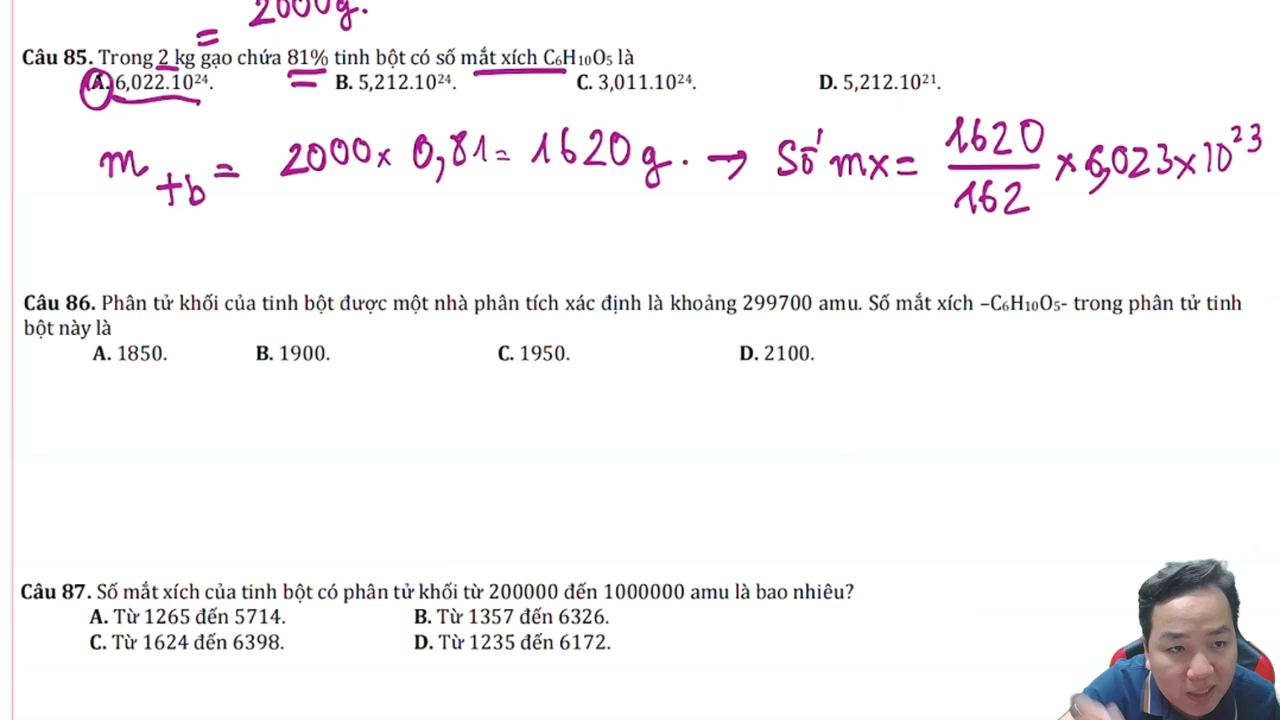 = 2000g.
Câu 85. Trong 2 kg gạo chứa 81% tinh bột có số mắt xích C₆H₁₀O₅ là
A. 6,022.10²⁴. B. 5,212.10²⁴. C. 3,011.10²⁴. D. 5,212.10²¹.
m tb = 2000 x 0,81 = 1620 g. → Số mx = 1620/162 x 6,023 x 10²³
Câu 86. Phân tử khối của tinh bột được một nhà phân tích xác định là khoảng 299700 amu. Số mắt xích –C₆H₁₀O₅- trong phân tử tinh
bột này là
A. 1850. B. 1900. C. 1950. D. 2100.
Câu 87. Số mắt xích của tinh bột có phân tử khối từ 200000 đến 1000000 amu là bao nhiêu?
A. Từ 1265 đến 5714. B. Từ 1357 đến 6326.
C. Từ 1624 đến 6398. D. Từ 1235 đến 6172.